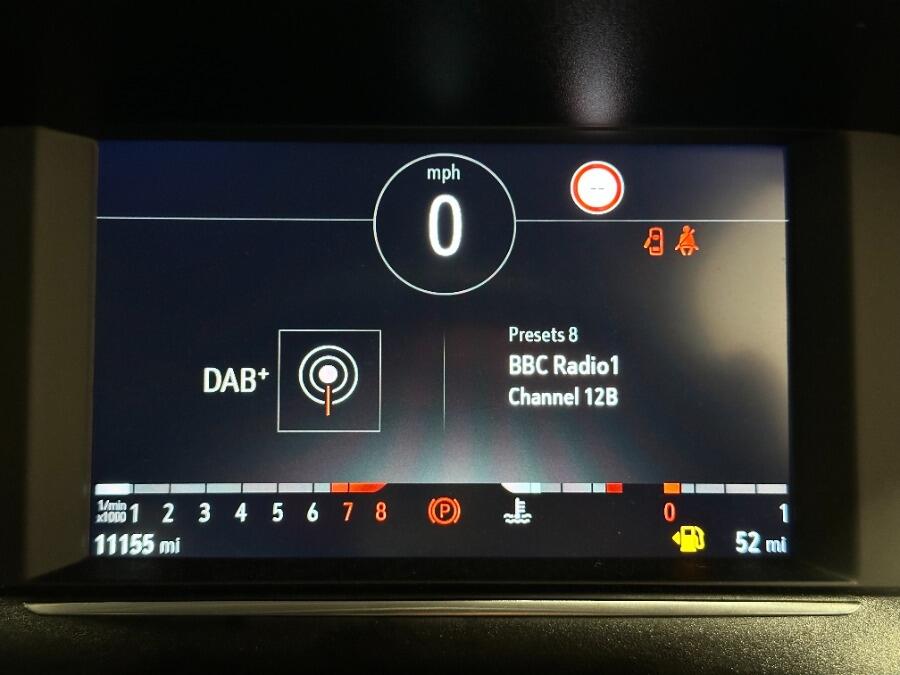 mph
0
--
Presets 8
DAB+
BBC Radio1
Channel 12B
1/min
x1000
1 2 3 4 5 6 7 8
P
0 1
11155 mi
52 mi